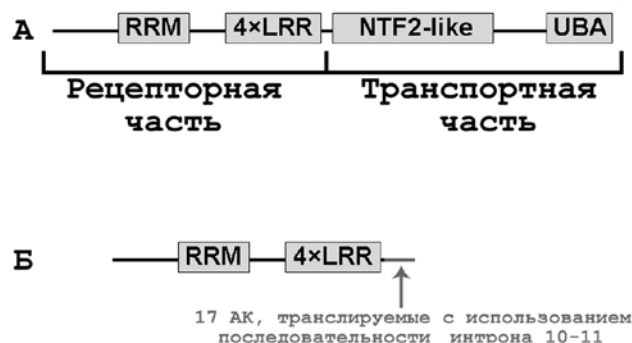 А RRM 4×LRR NTF2-like UBA
Рецепторная Транспортная
часть часть
Б RRM 4×LRR
17 АК, транслируемые с использованием
последовательности интрона 10-11